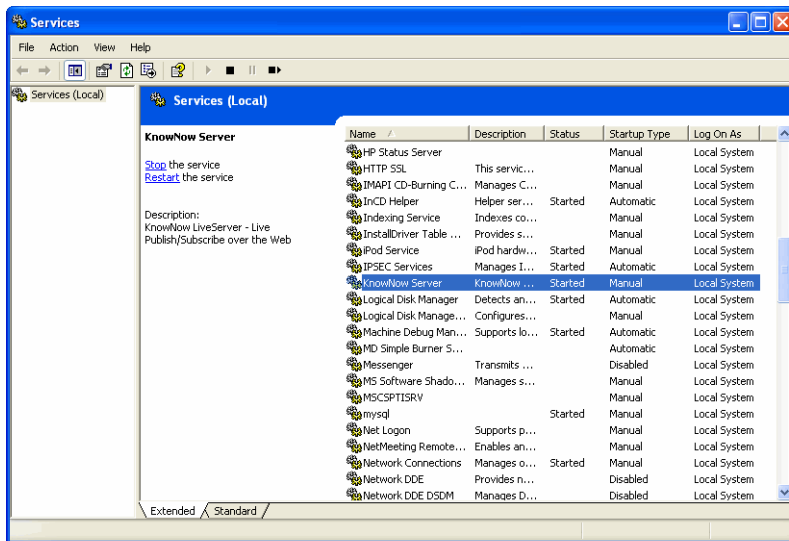 Services
File Action View Help
Services (Local)
Services (Local)
KnowNow Server
Stop the service
Restart the service
Description:
KnowNow LiveServer - Live
Publish/Subscribe over the Web
Name Description Status Startup Type Log On As
HP Status Server Manual Local System
HTTP SSL This servic... Manual Local System
IMAPI CD-Burning C... Manages C... Manual Local System
InCD Helper Helper ser... Started Automatic Local System
Indexing Service Indexes co... Manual Local System
InstallDriver Table ... Provides s... Manual Local System
iPod Service iPod hardw... Started Manual Local System
IPSEC Services Manages I... Started Automatic Local System
KnowNow Server KnowNow ... Started Manual Local System
Logical Disk Manager Detects an... Started Automatic Local System
Logical Disk Manage... Configures... Manual Local System
Machine Debug Man... Supports lo... Started Automatic Local System
MD Simple Burner S... Automatic Local System
Messenger Transmits ... Disabled Local System
MS Software Shado... Manages s... Manual Local System
MSCSPTISRV Manual Local System
mysql Started Manual Local System
Net Logon Supports p... Manual Local System
NetMeeting Remote... Enables an... Manual Local System
Network Connections Manages o... Started Manual Local System
Network DDE Provides n... Disabled Local System
Network DDE DSDM Manages D... Disabled Local System
Extended Standard